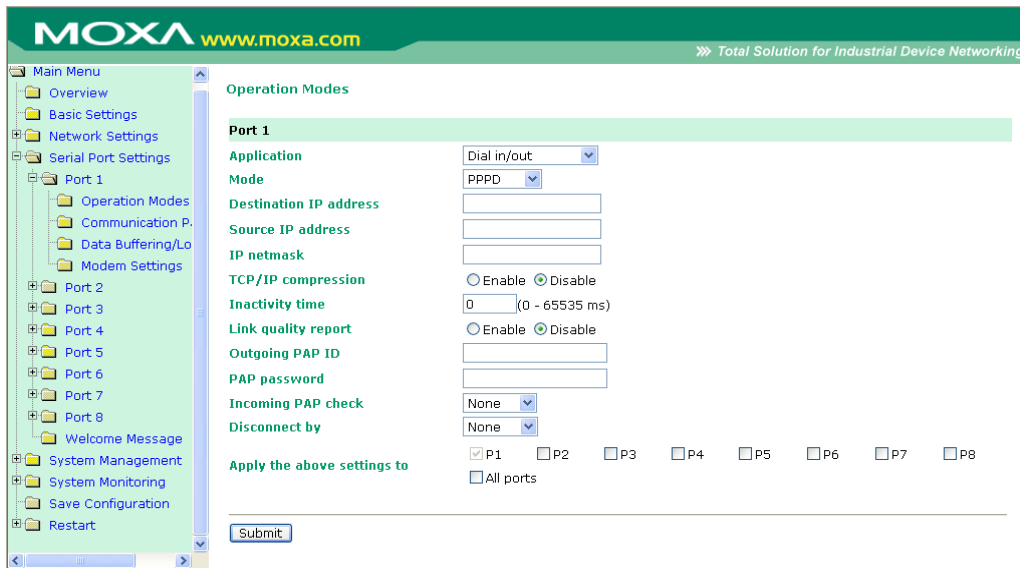 MOXA www.moxa.com
Total Solution for Industrial Device Networking
Main Menu
Overview
Basic Settings
Network Settings
Serial Port Settings
Port 1
Operation Modes
Communication P
Data Buffering/Lo
Modem Settings
Port 2
Port 3
Port 4
Port 5
Port 6
Port 7
Port 8
Welcome Message
System Management
System Monitoring
Save Configuration
Restart
Operation Modes
Port 1
Application Dial in/out
Mode PPPD
Destination IP address
Source IP address
IP netmask
TCP/IP compression Enable Disable
Inactivity time 0 (0 - 65535 ms)
Link quality report Enable Disable
Outgoing PAP ID
PAP password
Incoming PAP check None
Disconnect by None
Apply the above settings to P1 P2 P3 P4 P5 P6 P7 P8
All ports
Submit